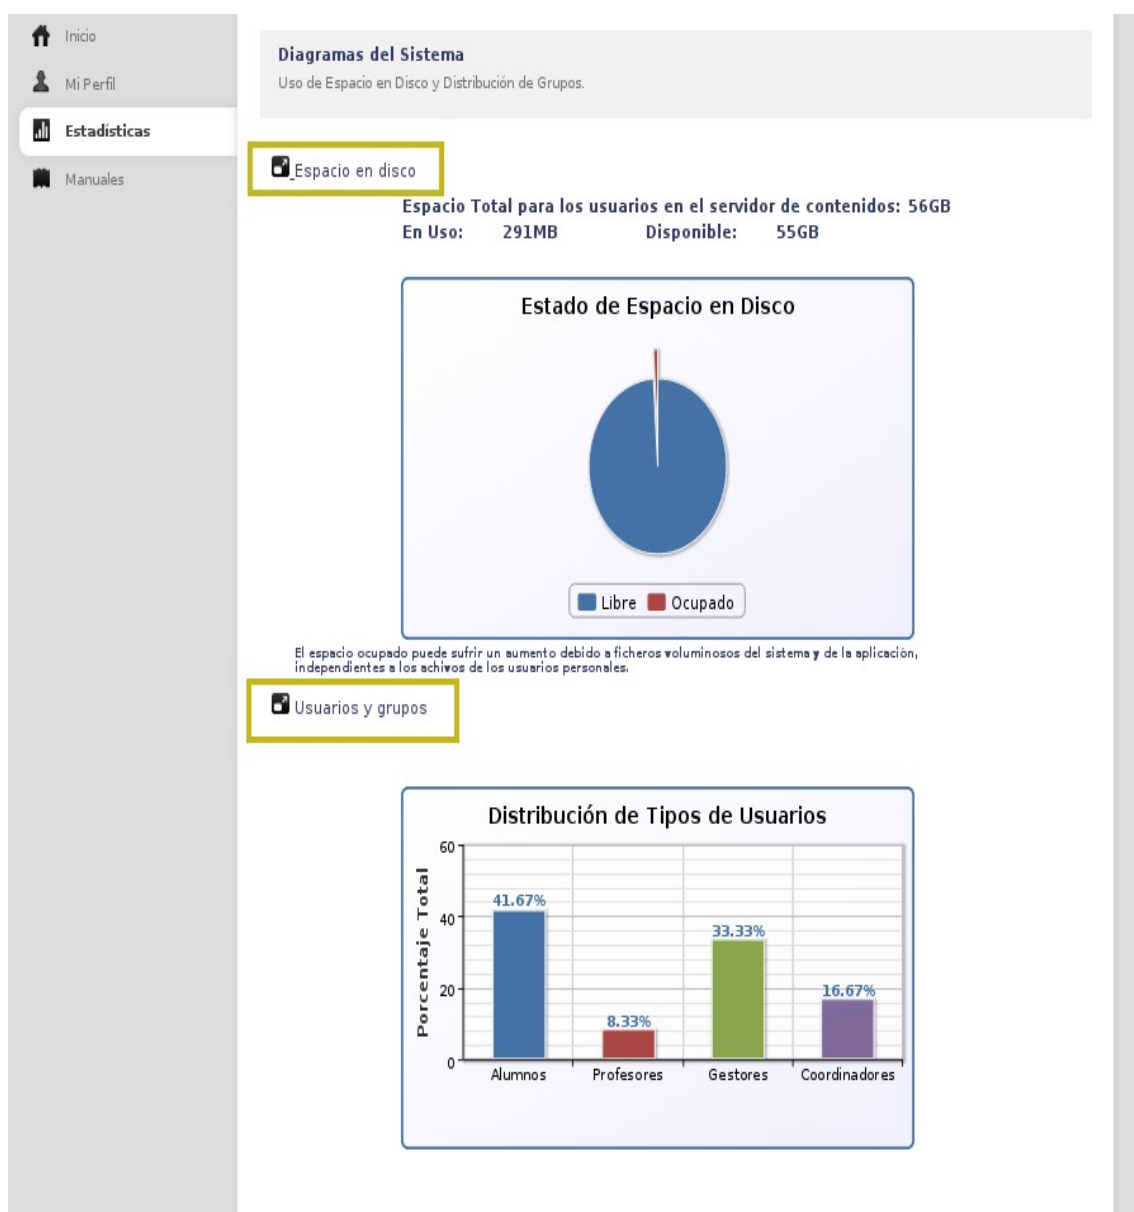 Inicio
Mi Perfil
Estadísticas
Manuales
Diagramas del Sistema
Uso de Espacio en Disco y Distribución de Grupos.
Espacio en disco
Espacio Total para los usuarios en el servidor de contenidos: 56GB
En Uso: 291MB Disponible: 55GB
Estado de Espacio en Disco
Libre Ocupado
El espacio ocupado puede sufrir un aumento debido a ficheros voluminosos del sistema y de la aplicación,
independientes a los achivos de los usuarios personales.
Usuarios y grupos
Distribución de Tipos de Usuarios
Porcentaje Total
60
40
20
0
41.67%
8.33%
33.33%
16.67%
Alumnos Profesores Gestores Coordinadores